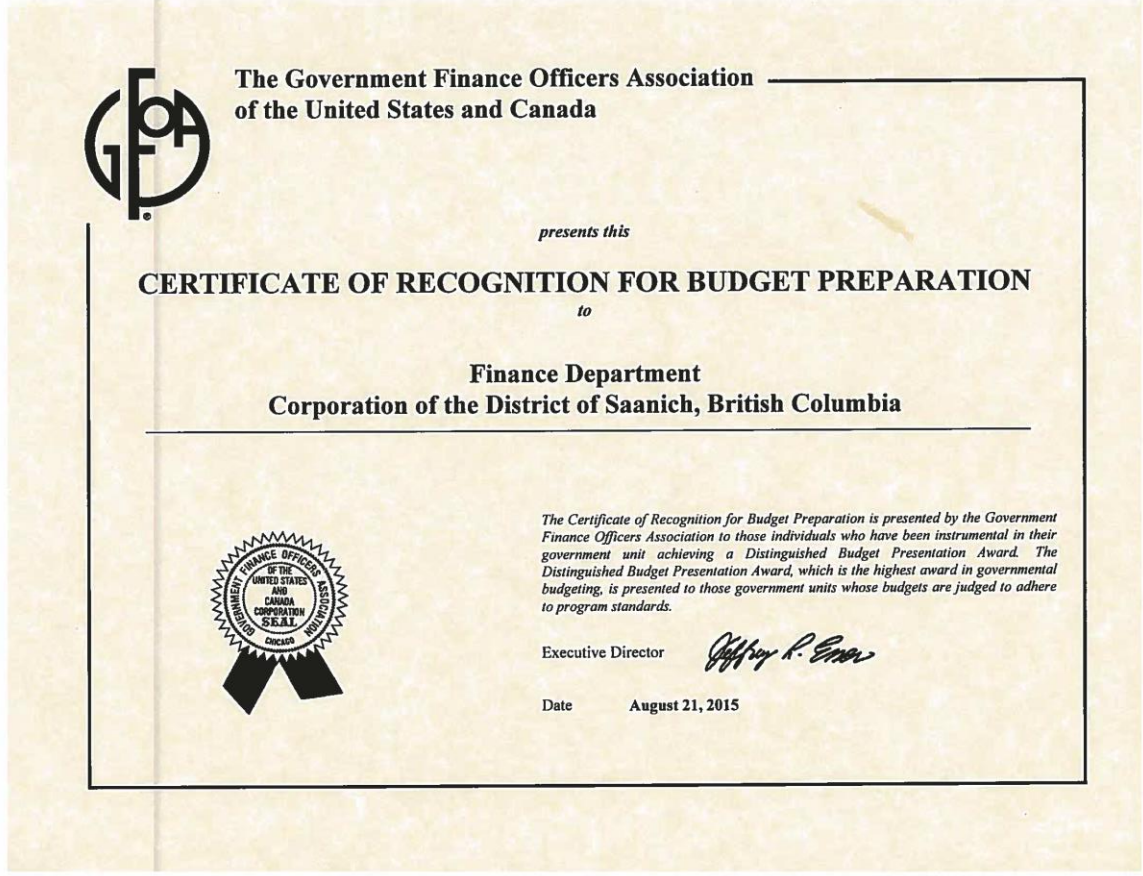 GFOA
®
The Government Finance Officers Association
of the United States and Canada
presents this
CERTIFICATE OF RECOGNITION FOR BUDGET PREPARATION
to
Finance Department
Corporation of the District of Saanich, British Columbia
The Certificate of Recognition for Budget Preparation is presented by the Government
Finance Officers Association to those individuals who have been instrumental in their
government unit achieving a Distinguished Budget Presentation Award. The
Distinguished Budget Presentation Award, which is the highest award in governmental
budgeting, is presented to those government units whose budgets are judged to adhere
to program standards.
GOVERNMENT FINANCE OFFICERS ASSOCIATION
OF THE
UNITED STATES
AND
CANADA
CORPORATION
SEAL
CHICAGO
Executive Director Jeffrey R. Ener
Date August 21, 2015